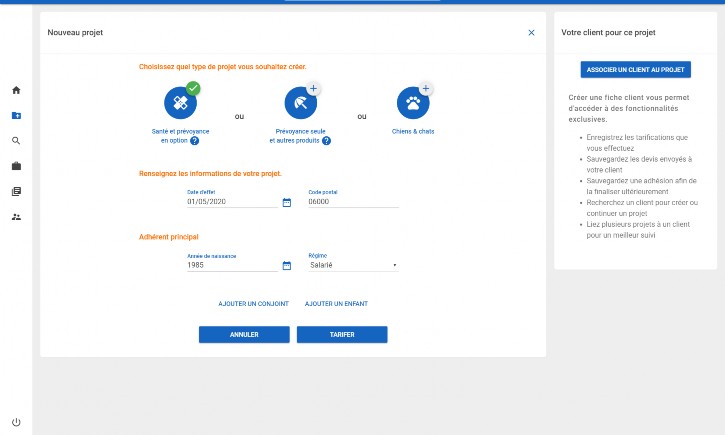 Nouveau projet
Choisissez quel type de projet vous souhaitez créer.
Santé et prévoyance
en option ?
ou
Prévoyance seule
et autres produits ?
ou
Chiens & chats
Renseignez les informations de votre projet.
Date d'effet
01/05/2020
Code postal
06000
Adhérent principal
Année de naissance
1985
Régime
Salarié
AJOUTER UN CONJOINT
AJOUTER UN ENFANT
ANNULER
TARIFER
Votre client pour ce projet
ASSOCIER UN CLIENT AU PROJET
Créer une fiche client vous permet
d'accéder à des fonctionnalités
exclusives.
Enregistrez les tarifications que
vous effectuez
Sauvegardez les devis envoyés à
votre client
Sauvegardez une adhésion afin de
la finaliser ultérieurement
Recherchez un client pour créer ou
continuer un projet
Liez plusieurs projets à un client
pour un meilleur suivi